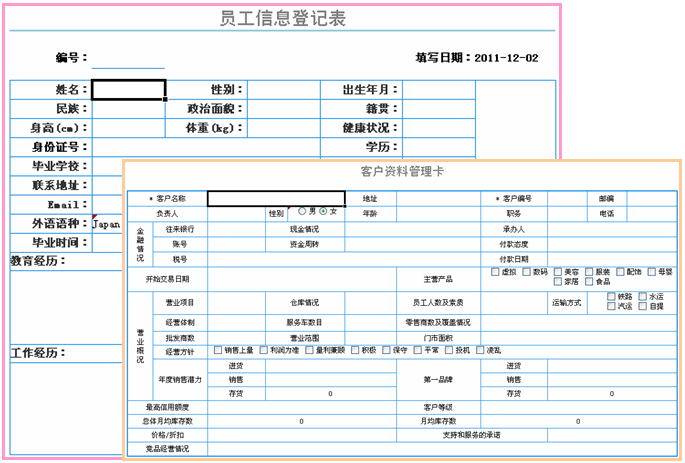 员工信息登记表
编号： 填写日期：2011-12-02
姓名： 性别： 出生年月：
民族： 政治面貌： 籍贯：
身高(cm)： 体重(kg)： 健康状况：
身份证号： 学历：
毕业学校：
联系地址：
Email：
外语语种： Japan
毕业时间：
教育经历：
工作经历：
客户资料管理卡
* 客户名称 地址 * 客户编号 邮编
负责人 性别 男 女 年龄 职务 电话
金融情况 往来银行 现金情况 承办人
账号 资金周转 付款态度
税号 付款日期
开始交易日期 主营产品 虚拟 数码 美容 服装 配饰 母婴
家居 食品
营业概况 营业项目 仓库情况 员工人数及素质 运输方式 铁路 水运
汽运 自提
经营体制 服务车数目 零售商数及覆盖情况
批发商数 营业范围 门市面积
经营方针 销售上量 利润为准 量利兼顾 积极 保守 平常 投机 凌乱
年度销售潜力 进货 第一品牌 进货
销售 销售
存货 0 存货 0
最高信用额度 客户等级
总体月均库存数 0 月均库存数 0
价格/折扣 支持和服务的承诺
竞品经营情况